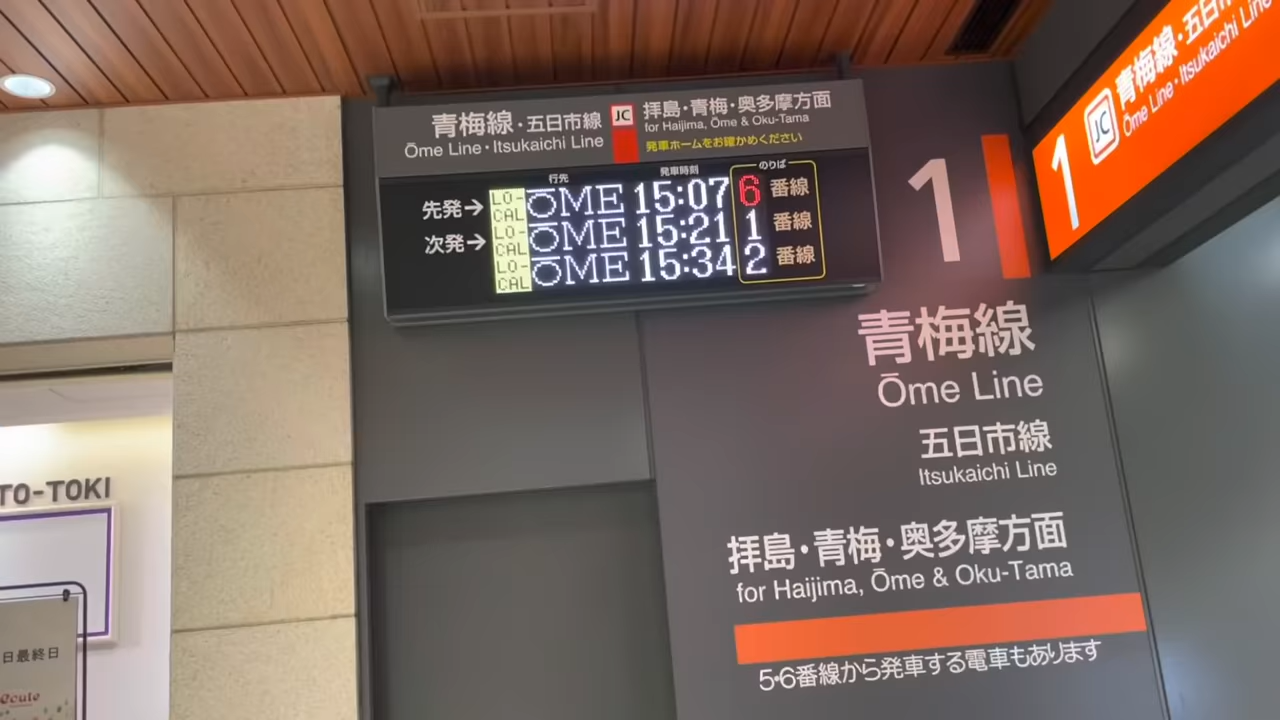 青梅線・五日市線 JC 拝島・青梅・奥多摩方面
Ōme Line・Itsukaichi Line for Haijima, Ōme & Oku-Tama
発車ホームをお確かめください
行先 発車時刻 のりば
先発→ LO-CAL ŌME 15:07 6 番線
次発→ LO-CAL ŌME 15:21 1 番線
LO-CAL ŌME 15:34 2 番線
1
青梅線
Ōme Line
五日市線
Itsukaichi Line
拝島・青梅・奥多摩方面
for Haijima, Ōme & Oku-Tama
5・6番線から発車する電車もあります
1 JC 青梅線・五日市
Ōme Line・Itsukaichi Line
TO-TOKI
日最終日
ecute